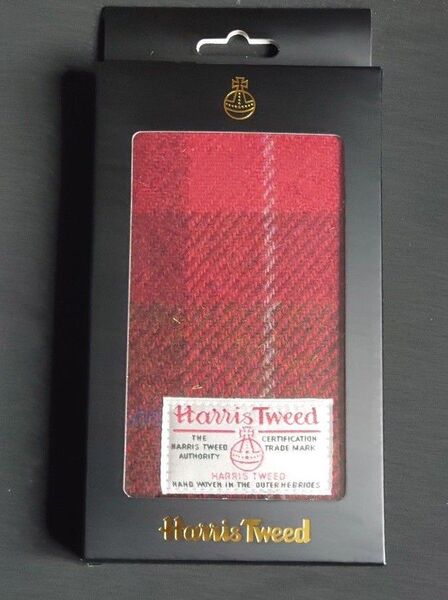 Harris Tweed
THE
HARRIS TWEED
AUTHORITY
CERTIFICATION
TRADE MARK
HARRIS TWEED
HAND WOVEN IN THE OUTER HEBRIDES
Harris Tweed